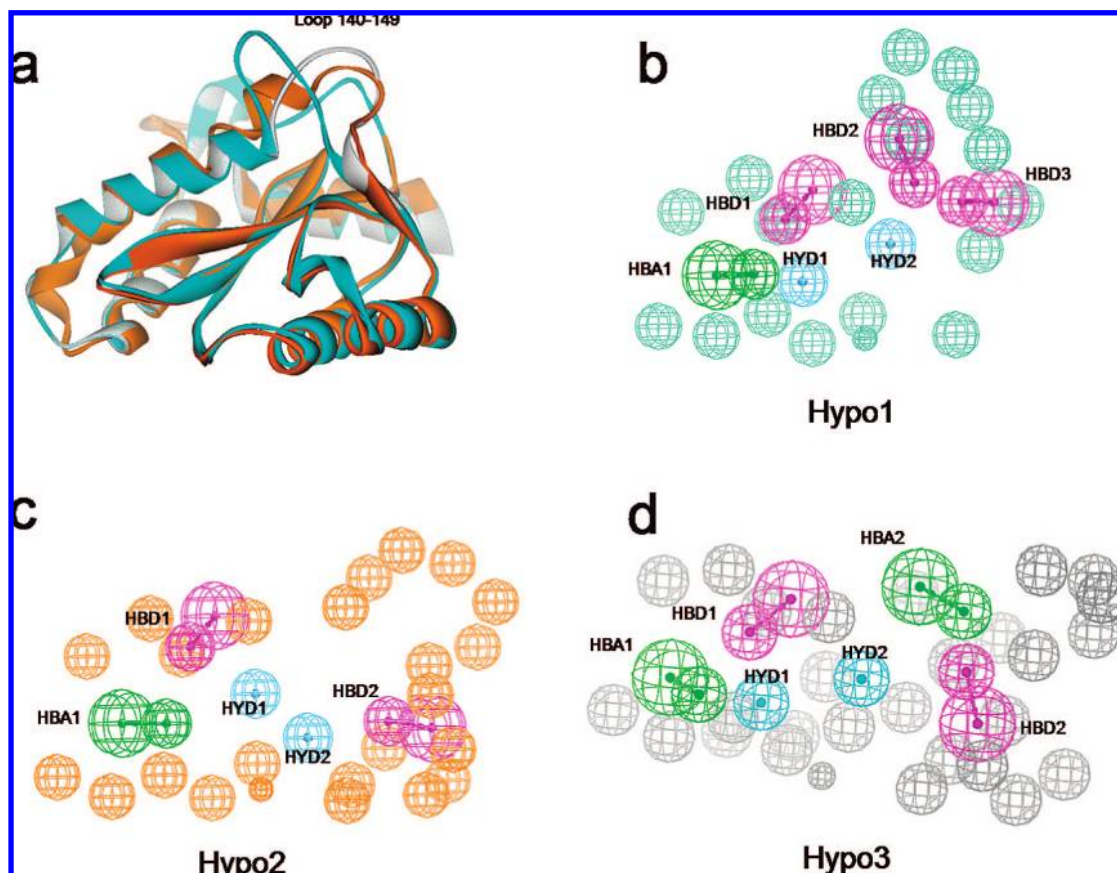 Loop 140-149
a
b
HBD2
HBD1
HBD3
HBA1
HYD1
HYD2
Hypo1
c
HBD1
HYD1
HBA1
HBD2
HYD2
Hypo2
d
HBA2
HBD1
HBA1
HYD2
HYD1
HBD2
Hypo3